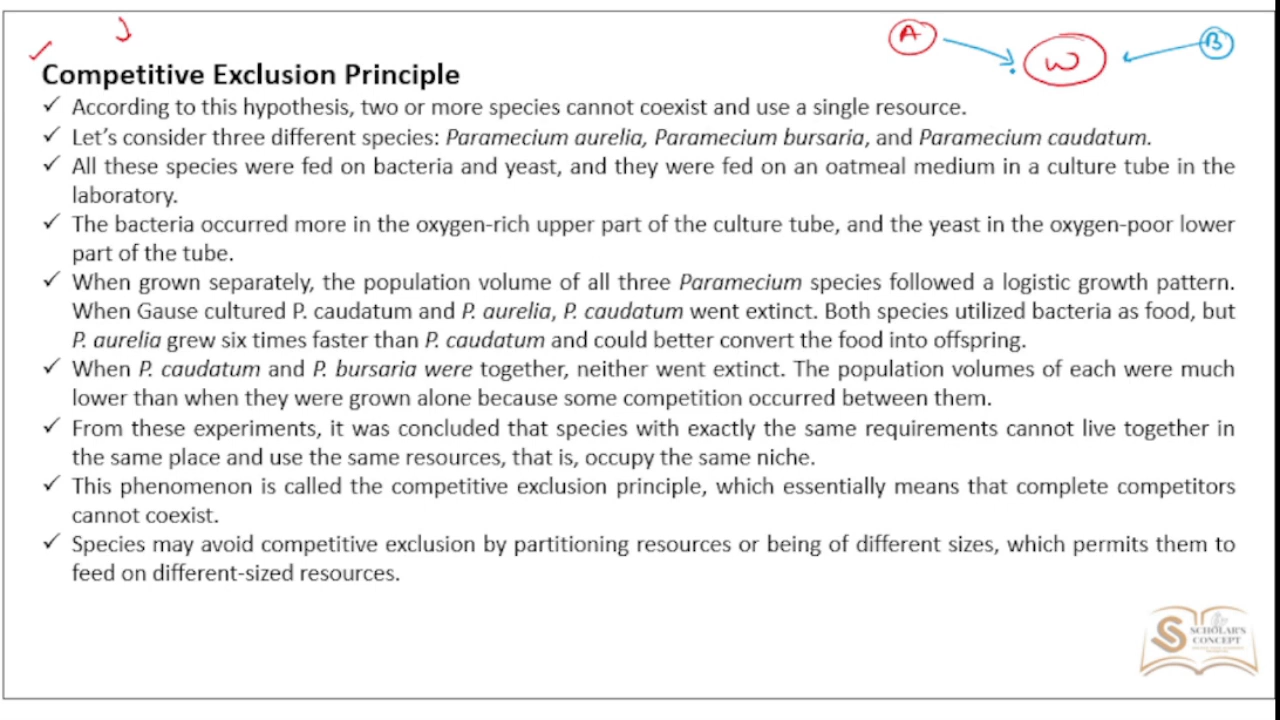 A
W
B
Competitive Exclusion Principle
✓ According to this hypothesis, two or more species cannot coexist and use a single resource.
✓ Let's consider three different species: Paramecium aurelia, Paramecium bursaria, and Paramecium caudatum.
✓ All these species were fed on bacteria and yeast, and they were fed on an oatmeal medium in a culture tube in the
laboratory.
✓ The bacteria occurred more in the oxygen-rich upper part of the culture tube, and the yeast in the oxygen-poor lower
part of the tube.
✓ When grown separately, the population volume of all three Paramecium species followed a logistic growth pattern.
When Gause cultured P. caudatum and P. aurelia, P. caudatum went extinct. Both species utilized bacteria as food, but
P. aurelia grew six times faster than P. caudatum and could better convert the food into offspring.
✓ When P. caudatum and P. bursaria were together, neither went extinct. The population volumes of each were much
lower than when they were grown alone because some competition occurred between them.
✓ From these experiments, it was concluded that species with exactly the same requirements cannot live together in
the same place and use the same resources, that is, occupy the same niche.
✓ This phenomenon is called the competitive exclusion principle, which essentially means that complete competitors
cannot coexist.
✓ Species may avoid competitive exclusion by partitioning resources or being of different sizes, which permits them to
feed on different-sized resources.
SCHOLAR'S
CONCEPT